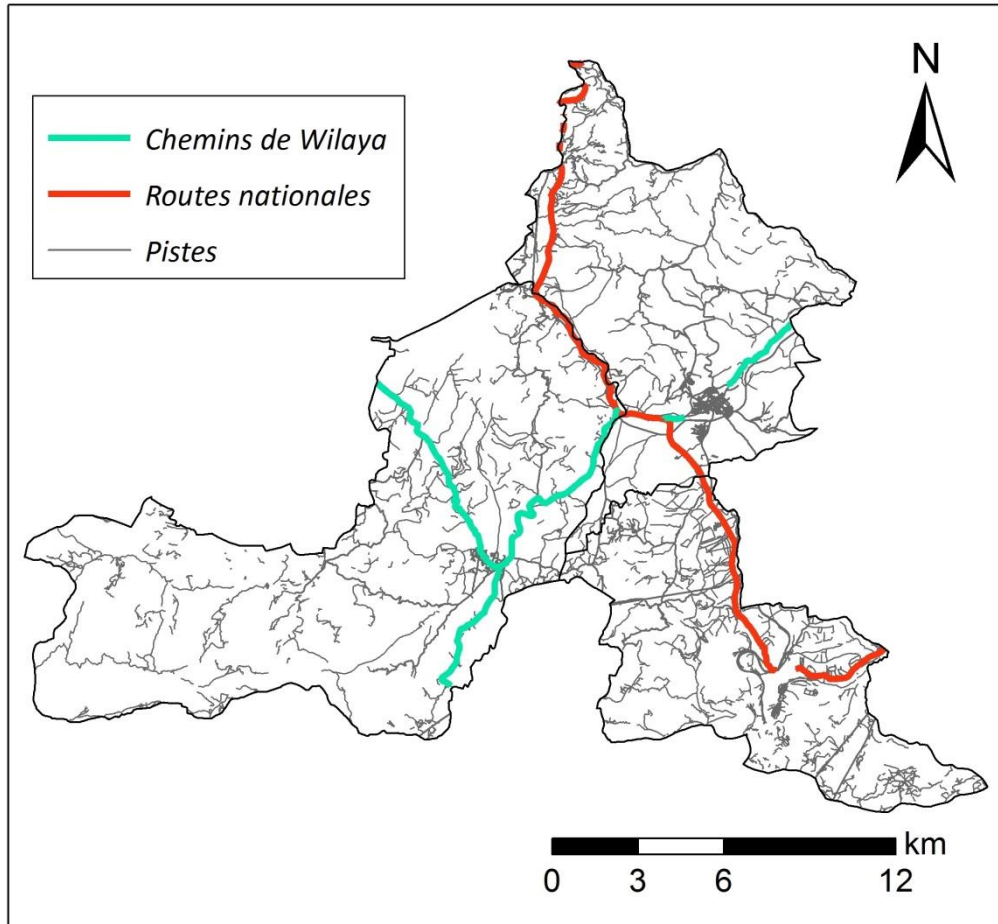 N
Chemins de Wilaya
Routes nationales
Pistes
km
0 3 6 12